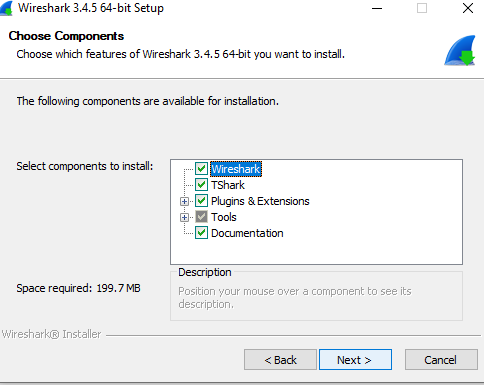 Wireshark 3.4.5 64-bit Setup
Choose Components
Choose which features of Wireshark 3.4.5 64-bit you want to install.
The following components are available for installation.
Select components to install:
Wireshark
TShark
Plugins & Extensions
Tools
Documentation
Space required: 199.7 MB
Description
Position your mouse over a component to see its
description.
Wireshark® Installer
< Back
Next >
Cancel